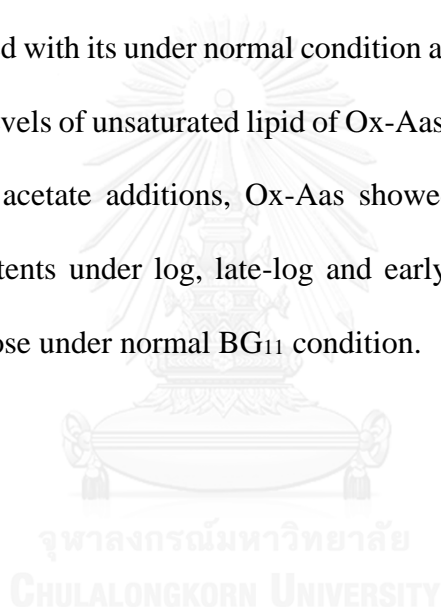 d with its under normal condition a
vels of unsaturated lipid of Ox-Aas
acetate additions, Ox-Aas showe
tents under log, late-log and early
ose under normal BG₁₁ condition.
จุฬาลงกรณ์มหาวิทยาลัย
CHULALONGKORN UNIVERSITY